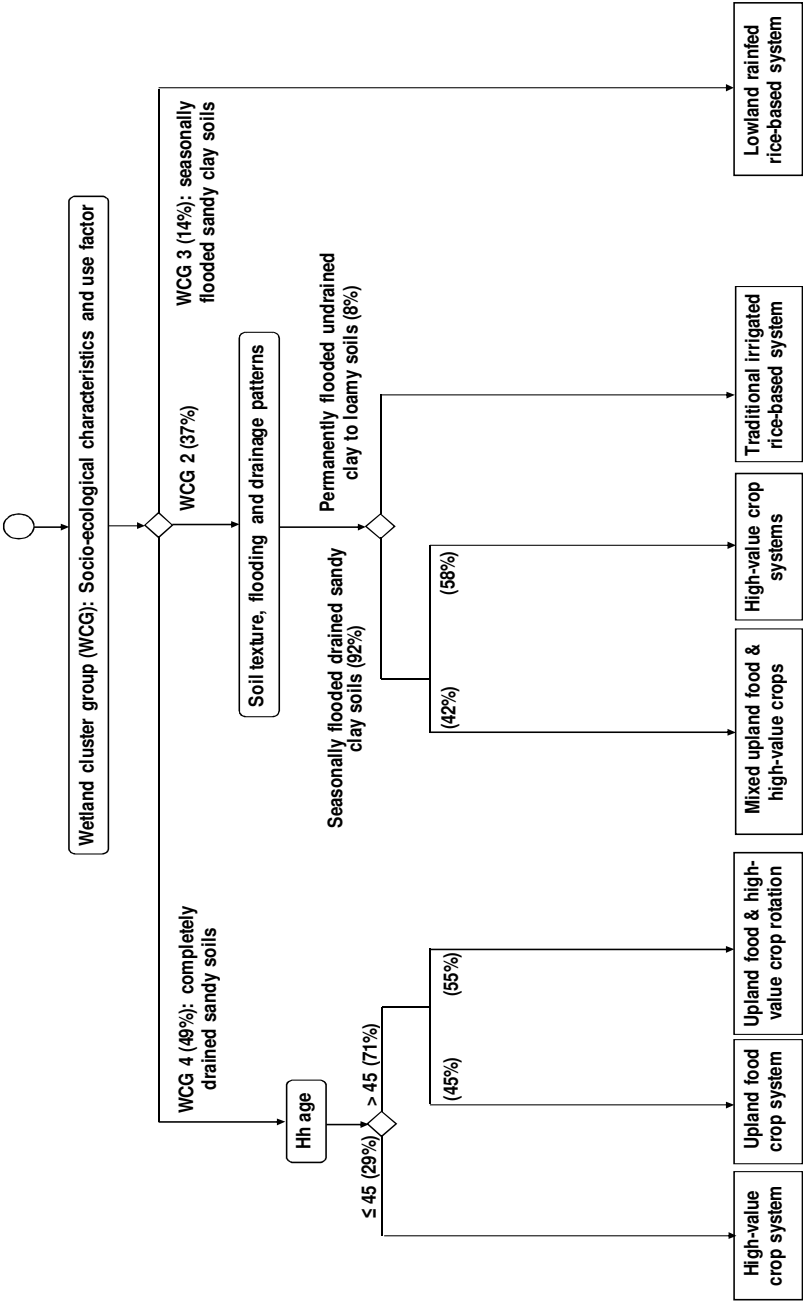 Wetland cluster group (WCG): Socio-ecological characteristics and use factor
WCG 4 (49%): completely
drained sandy soils
WCG 2 (37%)
WCG 3 (14%): seasonally
flooded sandy clay soils
Hh age
Soil texture, flooding and drainage patterns
≤ 45 (29%)
> 45 (71%)
Seasonally flooded drained sandy
clay soils (92%)
Permanently flooded undrained
clay to loamy soils (8%)
(45%)
(55%)
(42%)
(58%)
High-value
crop system
Upland food
crop system
Upland food & high-
value crop rotation
Mixed upland food &
high-value crops
High-value crop
systems
Traditional irrigated
rice-based system
Lowland rainfed
rice-based system